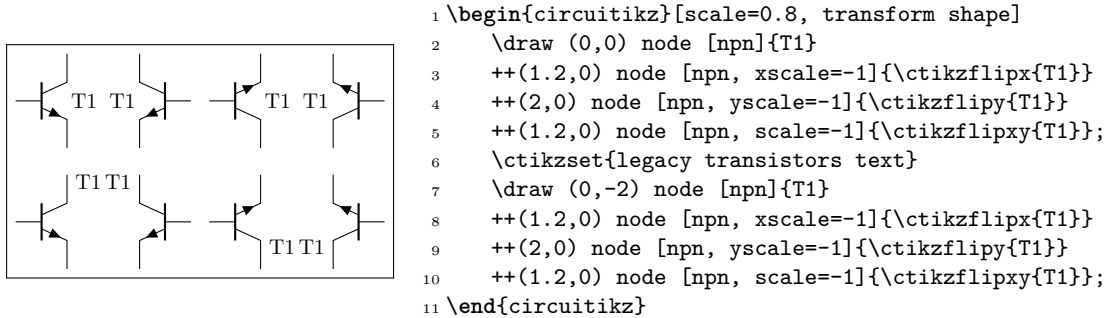 T1 T1 T1 T1
T1 T1
T1 T1
1 \begin{circuitikz}[scale=0.8, transform shape]
2 \draw (0,0) node [npn]{T1}
3 ++(1.2,0) node [npn, xscale=-1]{\ctikzflipx{T1}}
4 ++(2,0) node [npn, yscale=-1]{\ctikzflipy{T1}}
5 ++(1.2,0) node [npn, scale=-1]{\ctikzflipxy{T1}};
6 \ctikzset{legacy transistors text}
7 \draw (0,-2) node [npn]{T1}
8 ++(1.2,0) node [npn, xscale=-1]{\ctikzflipx{T1}}
9 ++(2,0) node [npn, yscale=-1]{\ctikzflipy{T1}}
10 ++(1.2,0) node [npn, scale=-1]{\ctikzflipxy{T1}};
11 \end{circuitikz}